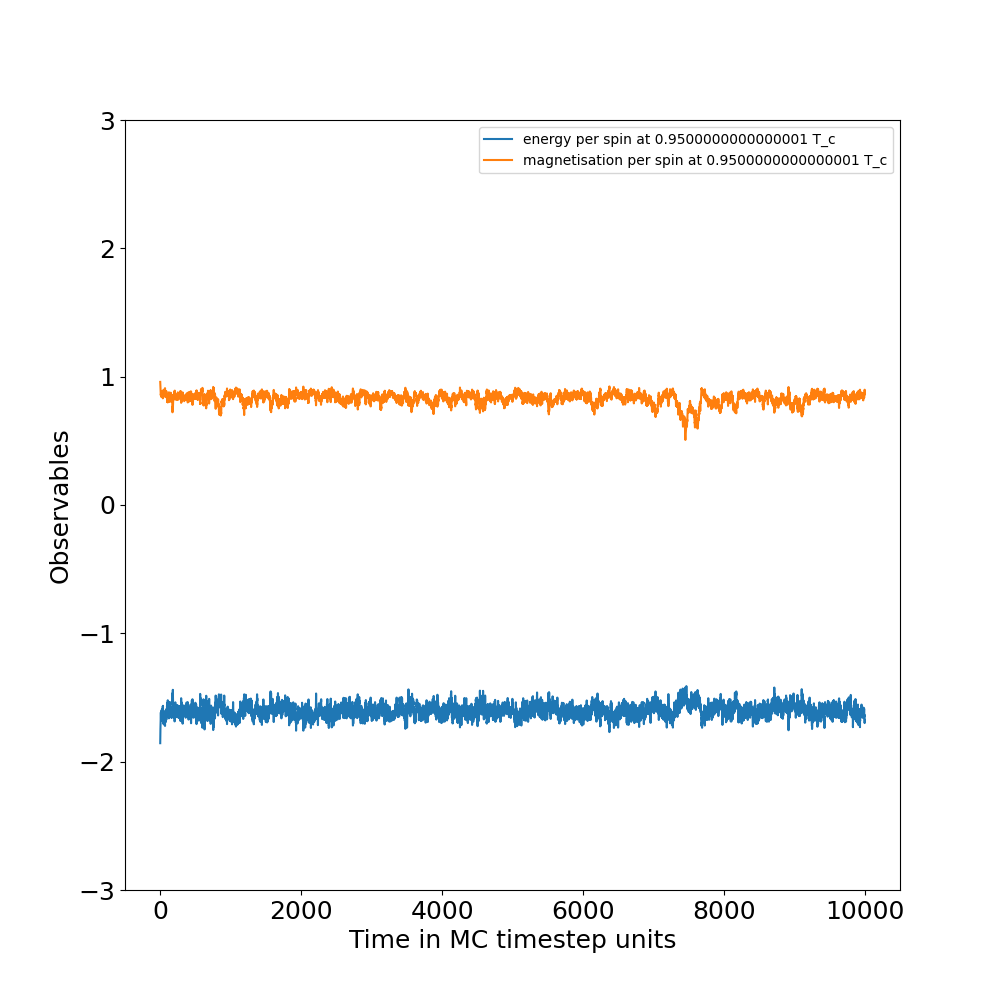 energy per spin at 0.9500000000000001 T_c
magnetisation per spin at 0.9500000000000001 T_c
3
2
1
0
−1
−2
−3
Observables
0 2000 4000 6000 8000 10000
Time in MC timestep units